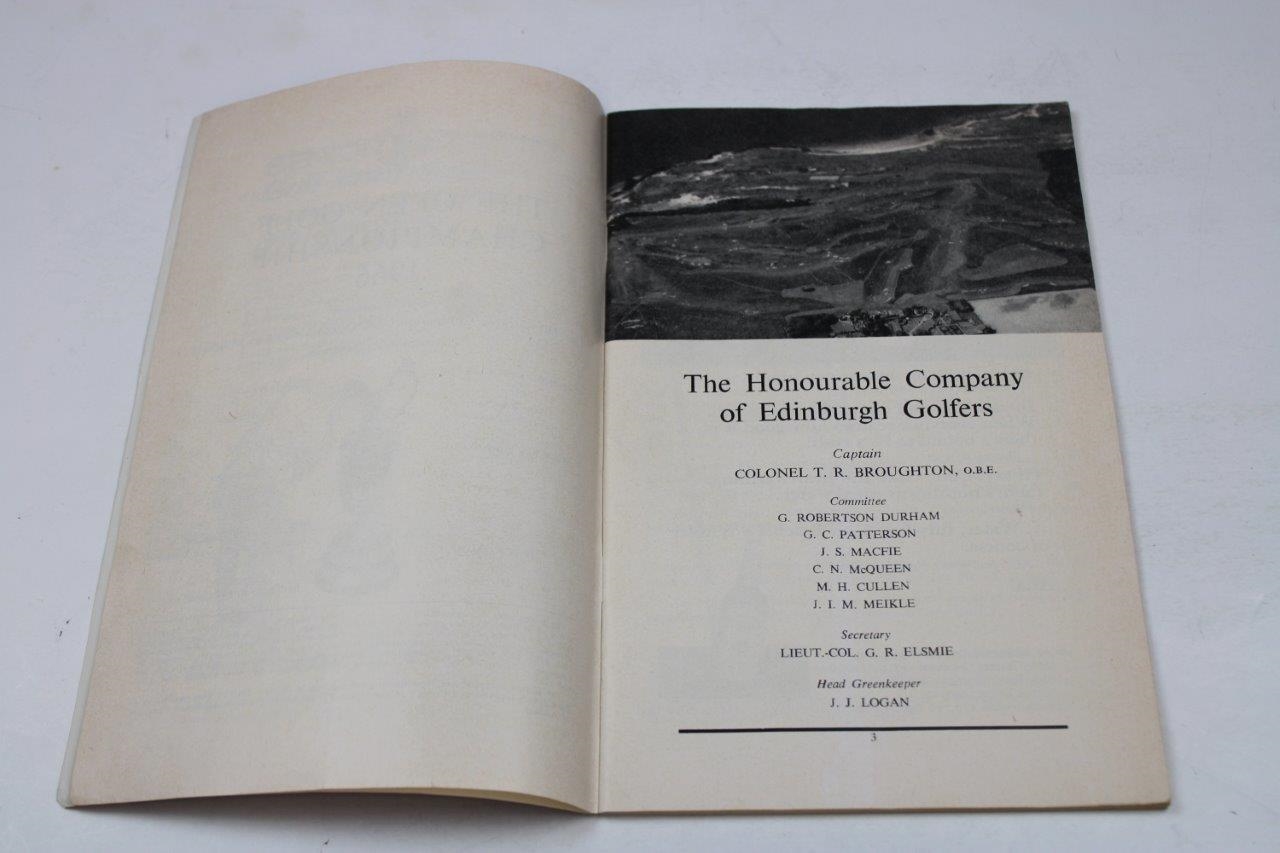 The Honourable Company
of Edinburgh Golfers
Captain
COLONEL T. R. BROUGHTON, O.B.E.
Committee
G. ROBERTSON DURHAM
G. C. PATTERSON
J. S. MACFIE
C. N. McQUEEN
M. H. CULLEN
J. I. M. MEIKLE
Secretary
LIEUT.-COL. G. R. ELSMIE
Head Greenkeeper
J. J. LOGAN
3